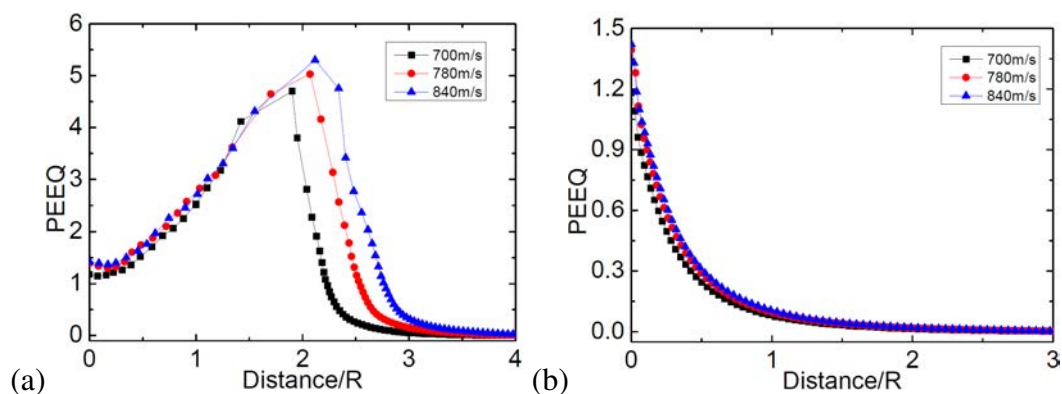 6
5
4
3
2
1
0
PEEQ
0 1 2 3 4
Distance/R
700m/s
780m/s
840m/s
(a)
1.5
1.2
0.9
0.6
0.3
0.0
PEEQ
0 1 2 3
Distance/R
700m/s
780m/s
840m/s
(b)